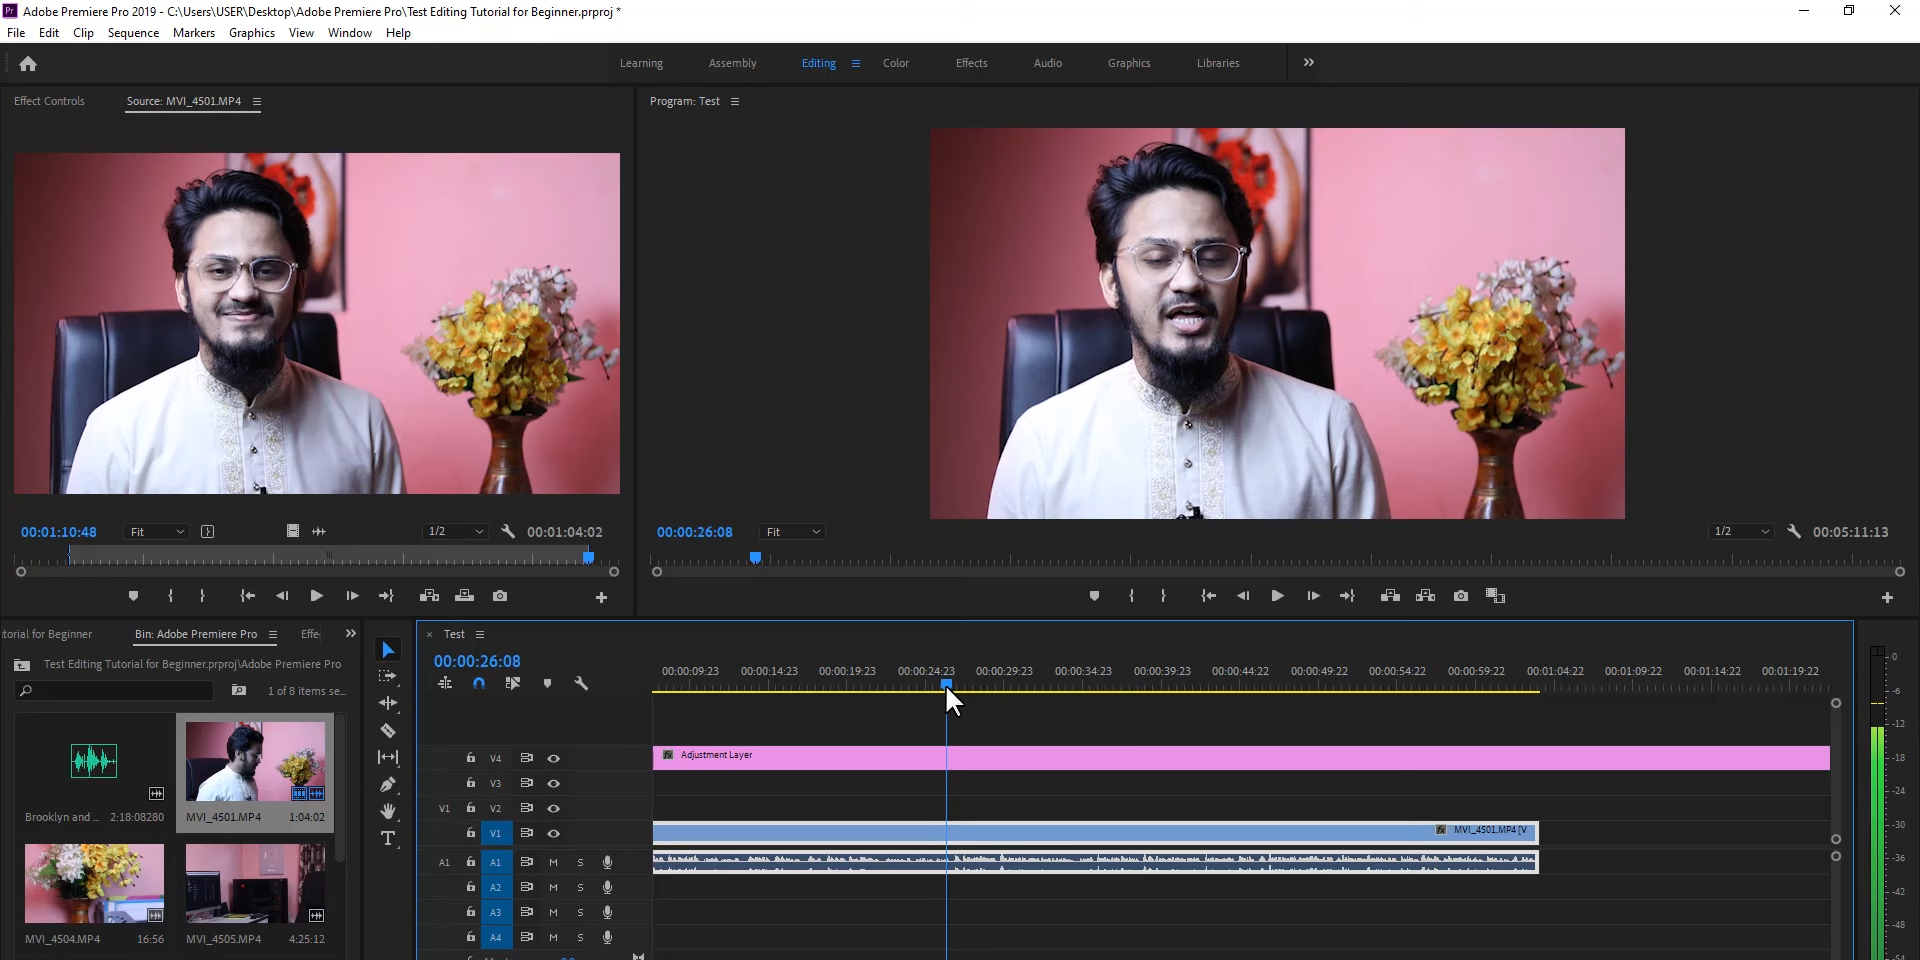 Adobe Premiere Pro 2019 - C:\Users\USER\Desktop\Adobe Premiere Pro\Test Editing Tutorial for Beginner.prproj *
File Edit Clip Sequence Markers Graphics View Window Help
Learning Assembly Editing Color Effects Audio Graphics Libraries
Effect Controls Source: MVI_4501.MP4
Program: Test
00:01:10:48 Fit 1/2 00:01:04:02
00:00:26:08 Fit 1/2 00:05:11:13
torial for Beginner Bin: Adobe Premiere Pro Effe
Test Editing Tutorial for Beginner.prproj\Adobe Premiere Pro
1 of 8 items se...
Brooklyn and ... 2:18:08280
MVI_4501.MP4 1:04:02
MVI_4504.MP4 16:56
MVI_4505.MP4 4:25:12
Test
00:00:26:08
00:00:09:23 00:00:14:23 00:00:19:23 00:00:24:23 00:00:29:23 00:00:34:23 00:00:39:23 00:00:44:22 00:00:49:22 00:00:54:22 00:00:59:22 00:01:04:22 00:01:09:22 00:01:14:22 00:01:19:22
V4 fx Adjustment Layer
V3
V1 V2
V1 fx MVI_4501.MP4 [V
A1 A1 M S
A2 M S
A3 M S
A4 M S
0
-6
-12
-18
-24
-30
-36
-42
-48